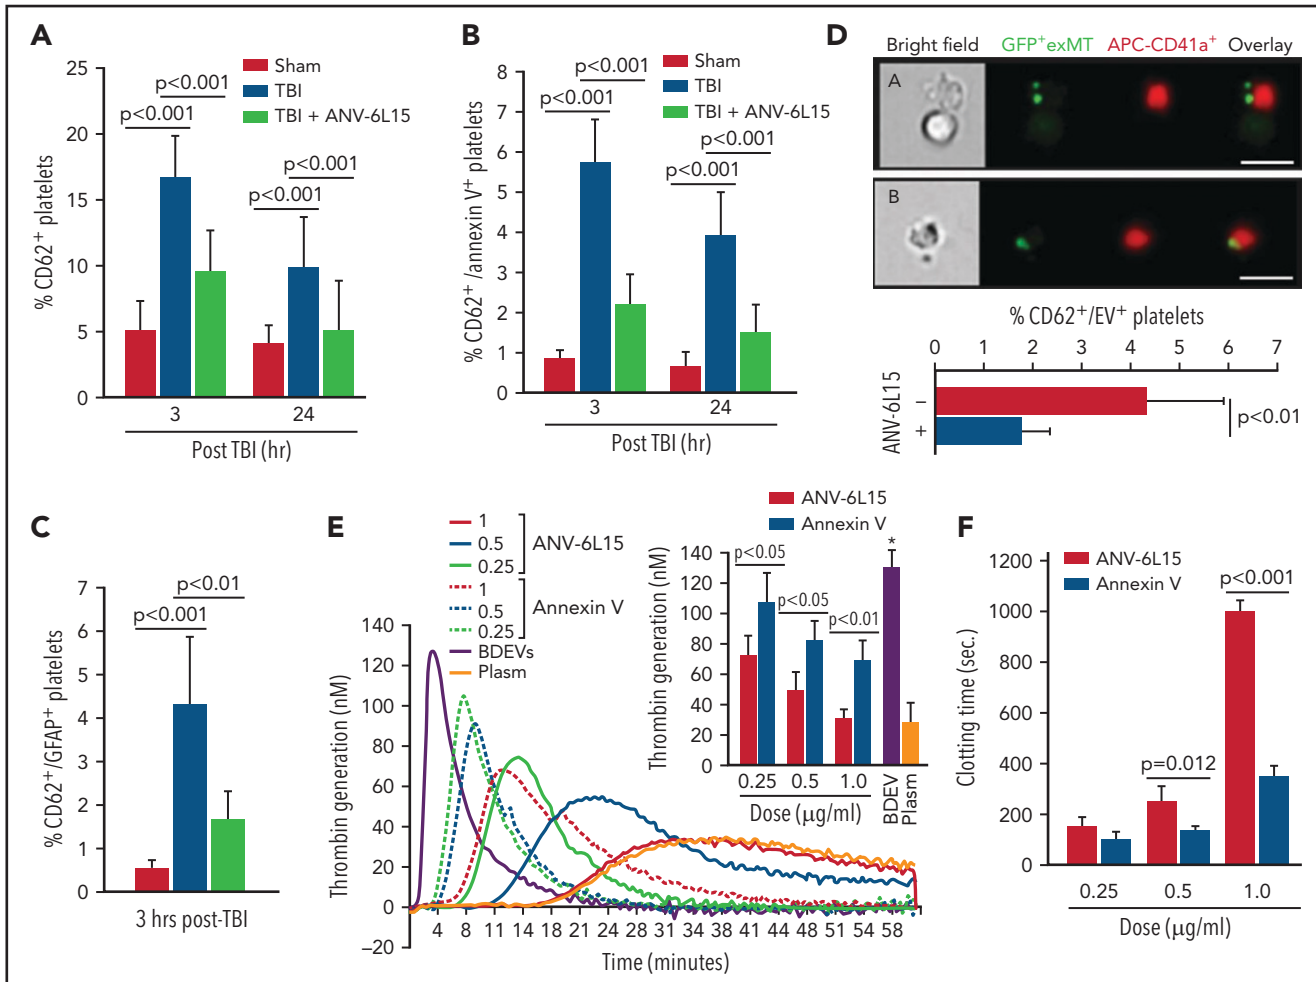 A
25
20
15
10
5
0
% CD62+ platelets
Sham
TBI
TBI + ANV-6L15
p<0.001
p<0.001
p<0.001
p<0.001
3
24
Post TBI (hr)
B
8
7
6
5
4
3
2
1
0
% CD62+ /annexin V+ platelets
Sham
TBI
TBI + ANV-6L15
p<0.001
p<0.001
p<0.001
p<0.001
3
24
Post TBI (hr)
D
Bright field
GFP+exMT
APC-CD41a+
Overlay
A
B
% CD62+/EV+ platelets
0 1 2 3 4 5 6 7
ANV-6L15
−
+
p<0.01
C
7
6
5
4
3
2
1
0
% CD62+/GFAP+ platelets
p<0.01
p<0.001
3 hrs post-TBI
E
1
0.5
0.25
ANV-6L15
1
0.5
0.25
Annexin V
BDEVs
Plasm
140
120
100
80
60
40
20
0
−20
Thrombin generation (nM)
4 8 11 14 18 21 24 28 31 34 38 41 44 48 51 54 58
Time (minutes)
ANV-6L15
Annexin V
140
120
100
80
60
40
20
0
Thrombin generation (nM)
p<0.05
p<0.05
p<0.01
*
0.25 0.5 1.0
Dose (μg/ml)
BDEV
Plasm
F
1200
1000
800
600
400
200
0
Clotting time (sec.)
ANV-6L15
Annexin V
p<0.001
p=0.012
0.25 0.5 1.0
Dose (μg/ml)